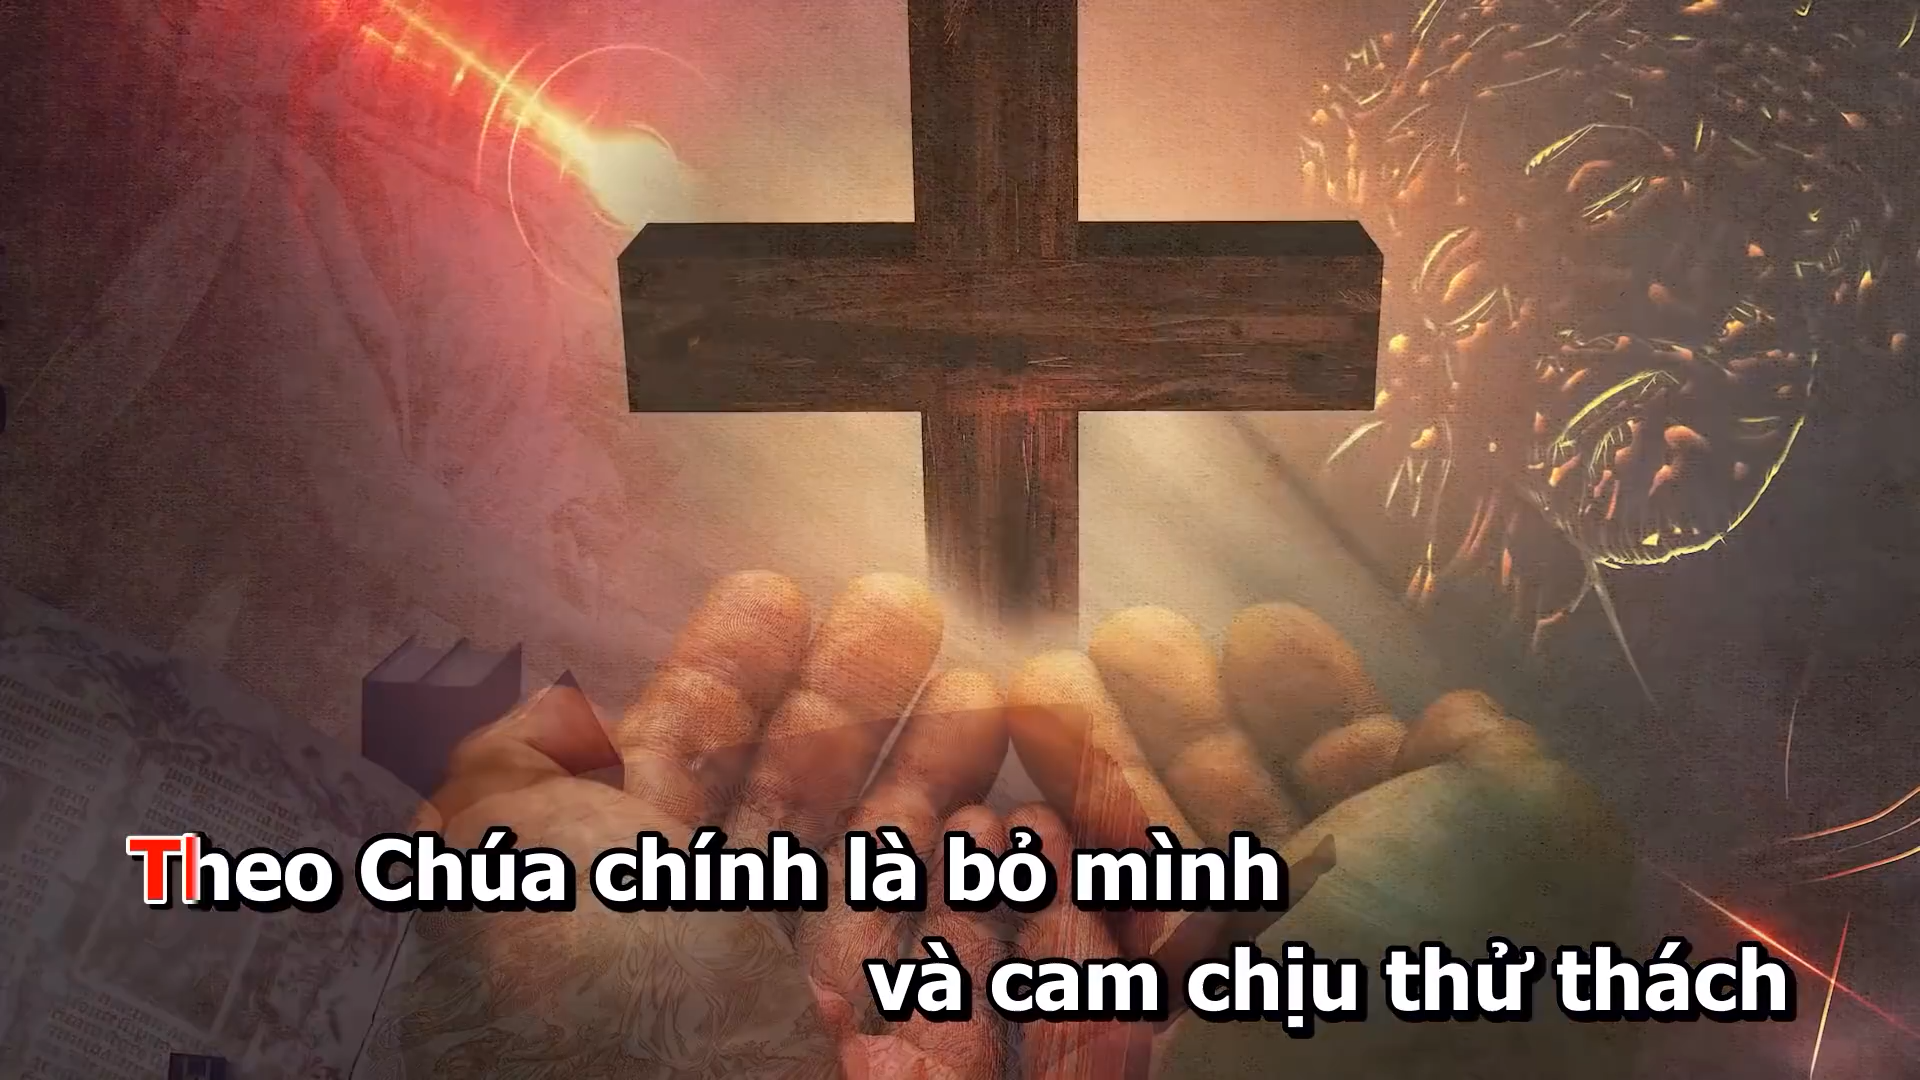 Theo Chúa chính là bỏ mình
và cam chịu thử thách